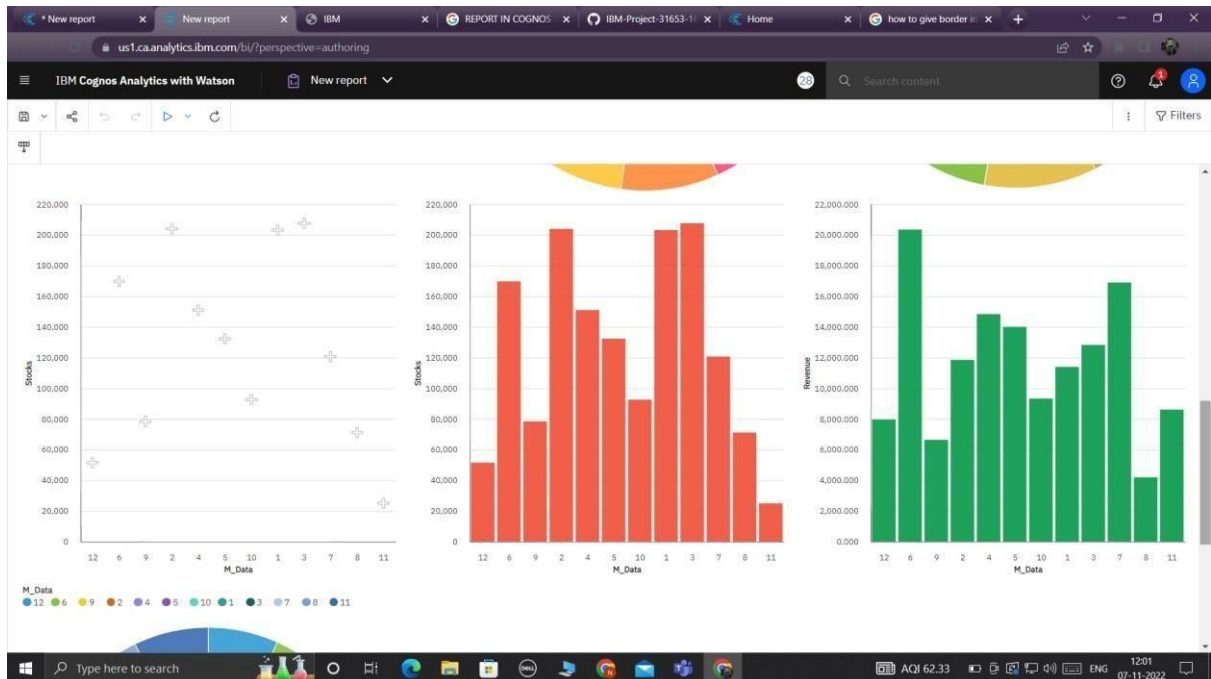 * New report
New report
IBM
REPORT IN COGNOS
IBM-Project-31653-1
Home
how to give border in
us1.ca.analytics.ibm.com/bi/?perspective=authoring
IBM Cognos Analytics with Watson
New report
28
Search content
1
Filters
220,000
200,000
180,000
160,000
140,000
120,000
100,000
80,000
60,000
40,000
20,000
0
Stocks
12 6 9 2 4 5 10 1 3 7 8 11
M_Data
220,000
200,000
180,000
160,000
140,000
120,000
100,000
80,000
60,000
40,000
20,000
0
Stocks
12 6 9 2 4 5 10 1 3 7 8 11
M_Data
22,000.000
20,000.000
18,000.000
16,000.000
14,000.000
12,000.000
10,000.000
8,000.000
6,000.000
4,000.000
2,000.000
0.000
Revenue
12 6 9 2 4 5 10 1 3 7 8 11
M_Data
M_Data
12 6 9 2 4 5 10 1 3 7 8 11
Type here to search
DELL
AQI 62.33
ENG
12:01
07-11-2022